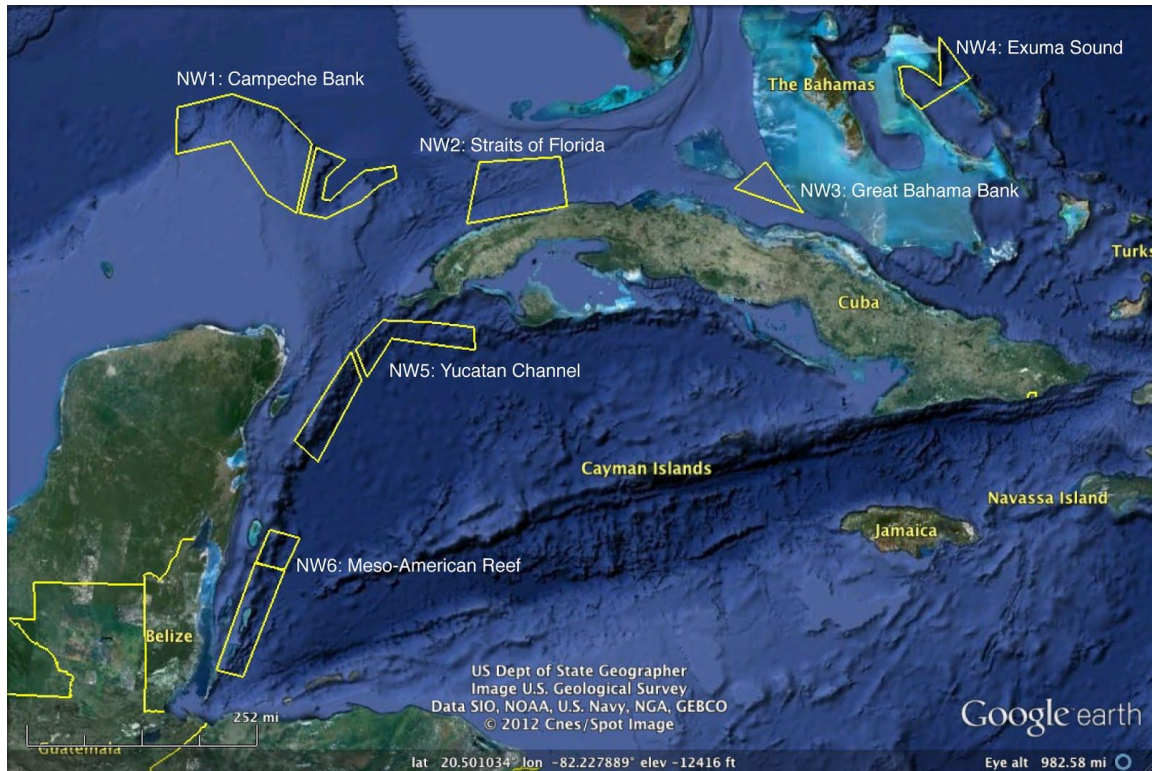 NW4: Exuma Sound
NW1: Campeche Bank
The Bahamas
NW2: Straits of Florida
NW3: Great Bahama Bank
Turks
Cuba
NW5: Yucatan Channel
Cayman Islands
Navassa Island
Jamaica
NW6: Meso-American Reef
Belize
US Dept of State Geographer
Image U.S. Geological Survey
Data SIO, NOAA, U.S. Navy, NGA, GEBCO
© 2012 Cnes/Spot Image
252 mi
Google earth
Guatemala
lat 20.501034° lon -82.227889° elev -12416 ft
Eye alt 982.58 mi